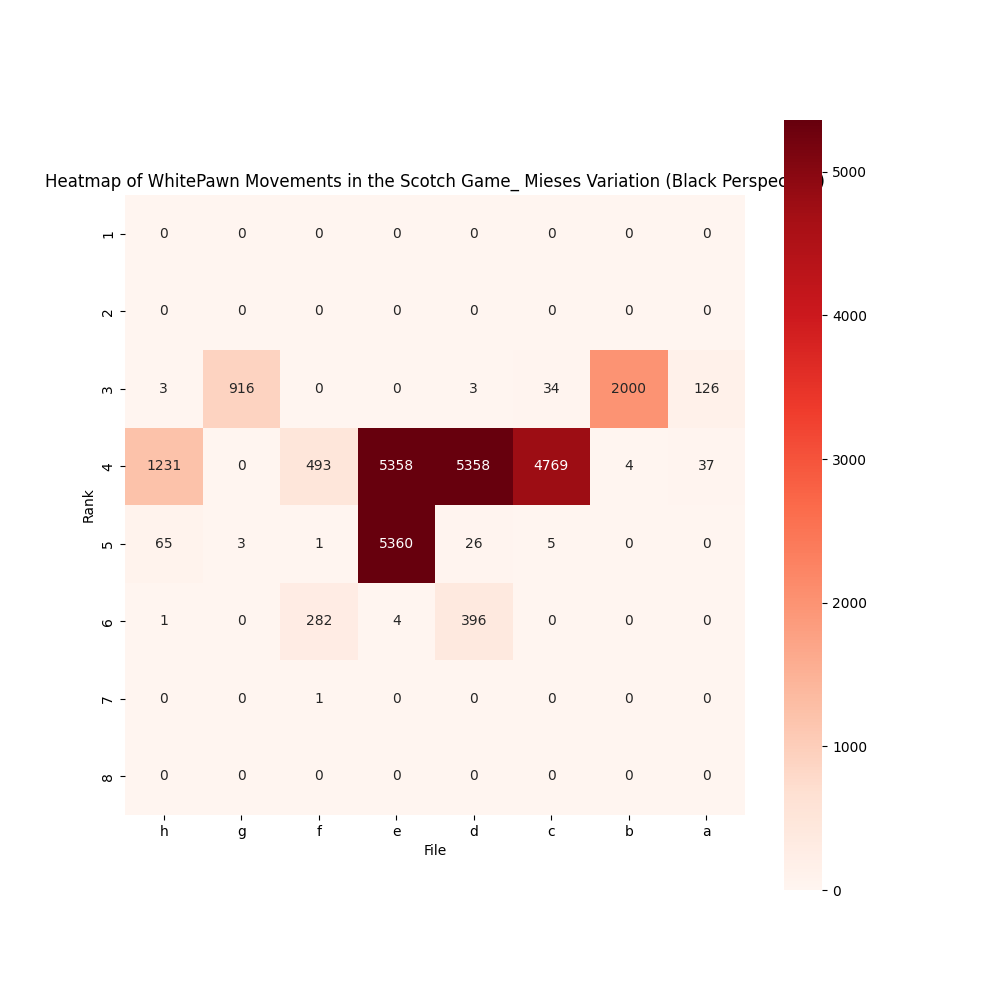 Heatmap of WhitePawn Movements in the Scotch Game_ Mieses Variation (Black Perspec )
5000
4000
3000
2000
1000
0
Rank
1 0 0 0 0 0 0 0 0
2 0 0 0 0 0 0 0 0
3 3 916 0 0 3 34 2000 126
4 1231 0 493 5358 5358 4769 4 37
5 65 3 1 5360 26 5 0 0
6 1 0 282 4 396 0 0 0
7 0 0 1 0 0 0 0 0
8 0 0 0 0 0 0 0 0
h g f e d c b a
File